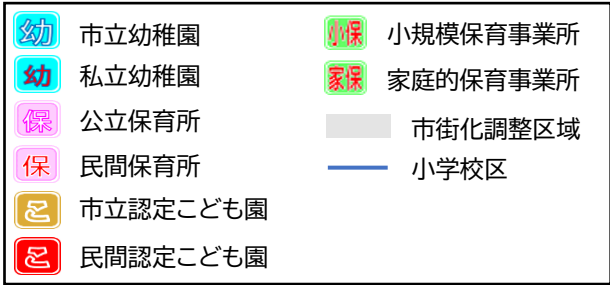 幼 市立幼稚園
幼 私立幼稚園
保 公立保育所
保 民間保育所
こ 市立認定こども園
こ 民間認定こども園
小保 小規模保育事業所
家保 家庭的保育事業所
市街化調整区域
小学校区